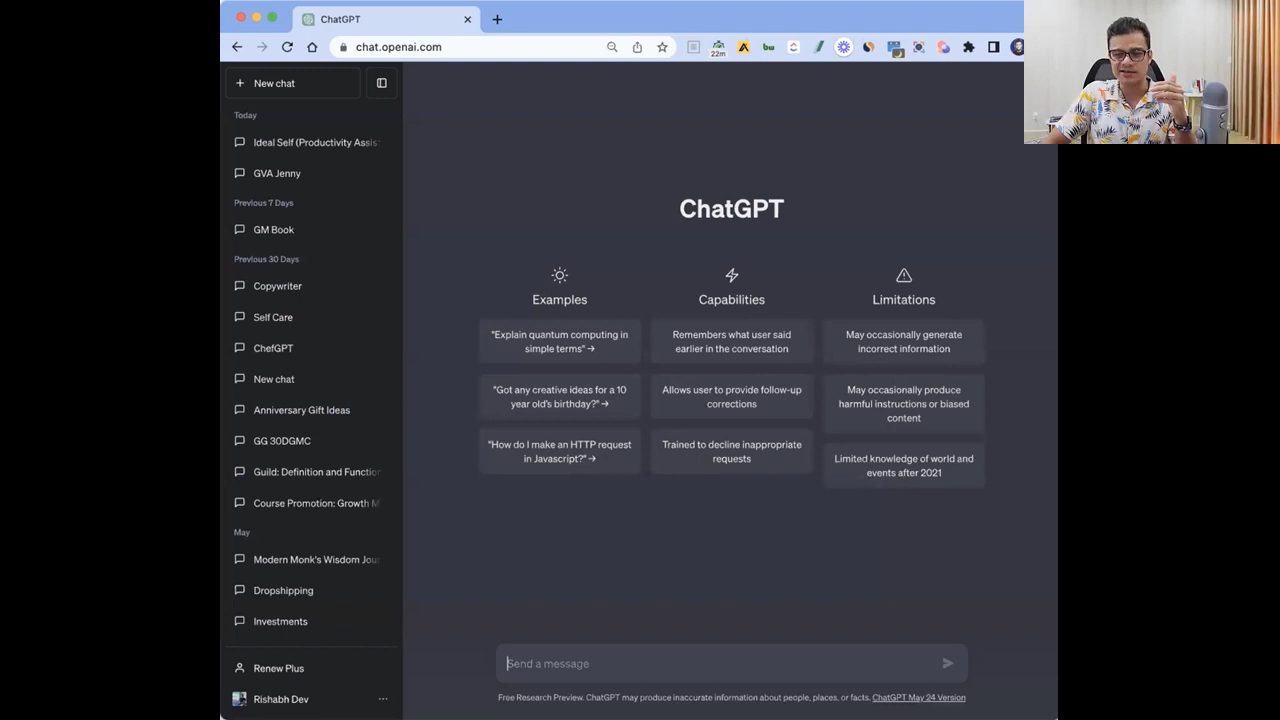 ChatGPT
chat.openai.com
22m
bw
New chat
Today
Ideal Self (Productivity Assis
GVA Jenny
Previous 7 Days
GM Book
Previous 30 Days
Copywriter
Self Care
ChefGPT
New chat
Anniversary Gift Ideas
GG 30DGMC
Guild: Definition and Function
Course Promotion: Growth M
May
Modern Monk's Wisdom Jou
Dropshipping
Investments
Renew Plus
Rishabh Dev
ChatGPT
Examples
"Explain quantum computing in
simple terms" →
"Got any creative ideas for a 10
year old's birthday?" →
"How do I make an HTTP request
in Javascript?" →
Capabilities
Remembers what user said
earlier in the conversation
Allows user to provide follow-up
corrections
Trained to decline inappropriate
requests
Limitations
May occasionally generate
incorrect information
May occasionally produce
harmful instructions or biased
content
Limited knowledge of world and
events after 2021
Send a message
Free Research Preview. ChatGPT may produce inaccurate information about people, places, or facts. ChatGPT May 24 Version